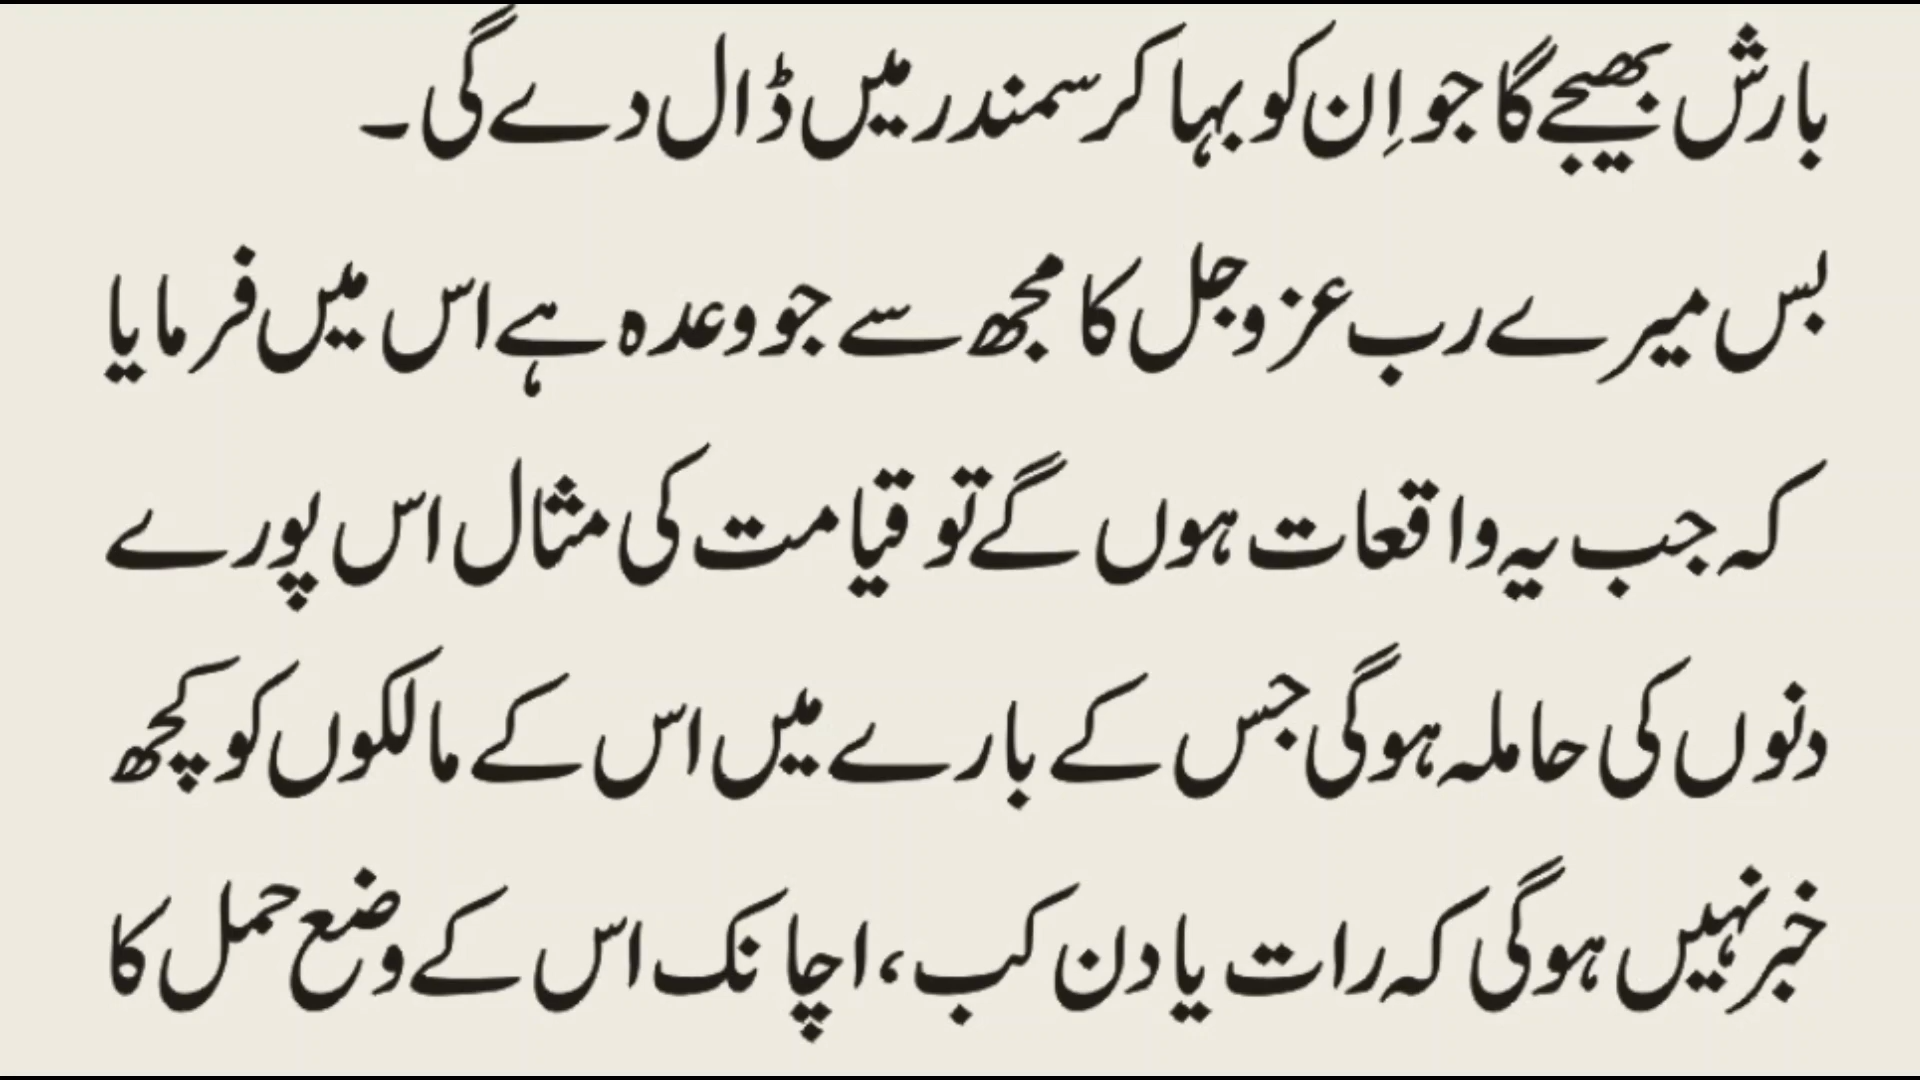 بارش بھیجے گا جو اِن کو بہا کر سمندر میں ڈال دے گی۔
بس میرے رب عزوجل کا مجھ سے جو وعدہ ہے اس میں فرمایا
کہ جب یہ واقعات ہوں گے تو قیامت کی مثال اس پورے
دنوں کی حاملہ ہوگی جس کے بارے میں اس کے مالکوں کو کچھ
خبر نہیں ہوگی کہ رات یا دن کب، اچانک اس کے وضع حمل کا